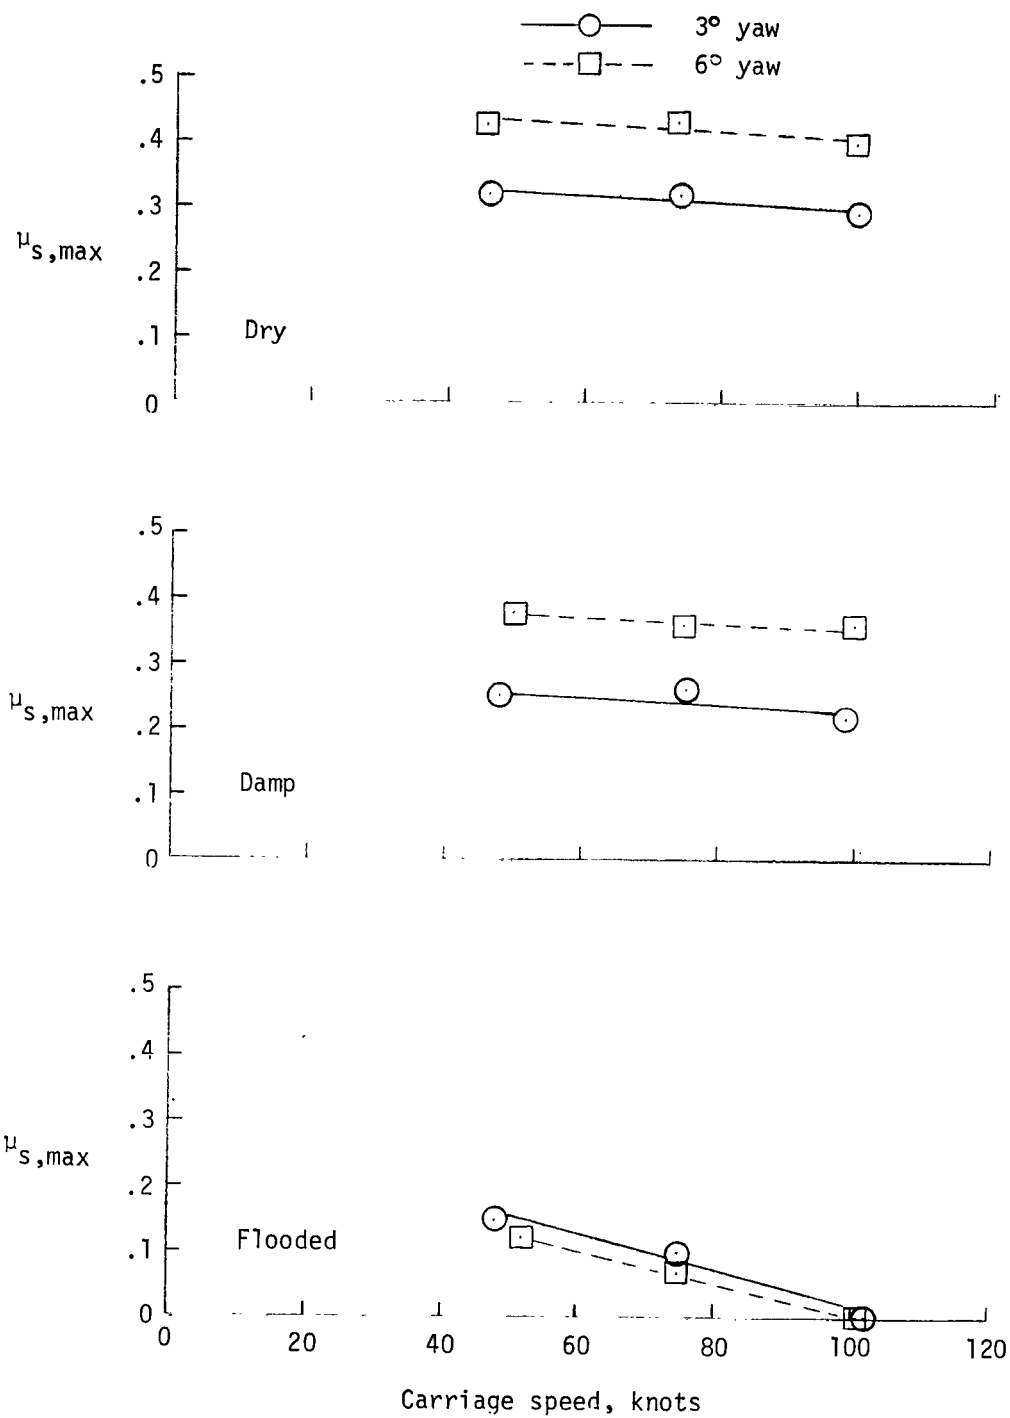 3° yaw
6° yaw
.5
.4
.3
μs,max
.2
.1
Dry
0
.5
.4
.3
μs,max
.2
.1
Damp
0
.5
.4
.3
μs,max
.2
.1
Flooded
0
0 20 40 60 80 100 120
Carriage speed, knots